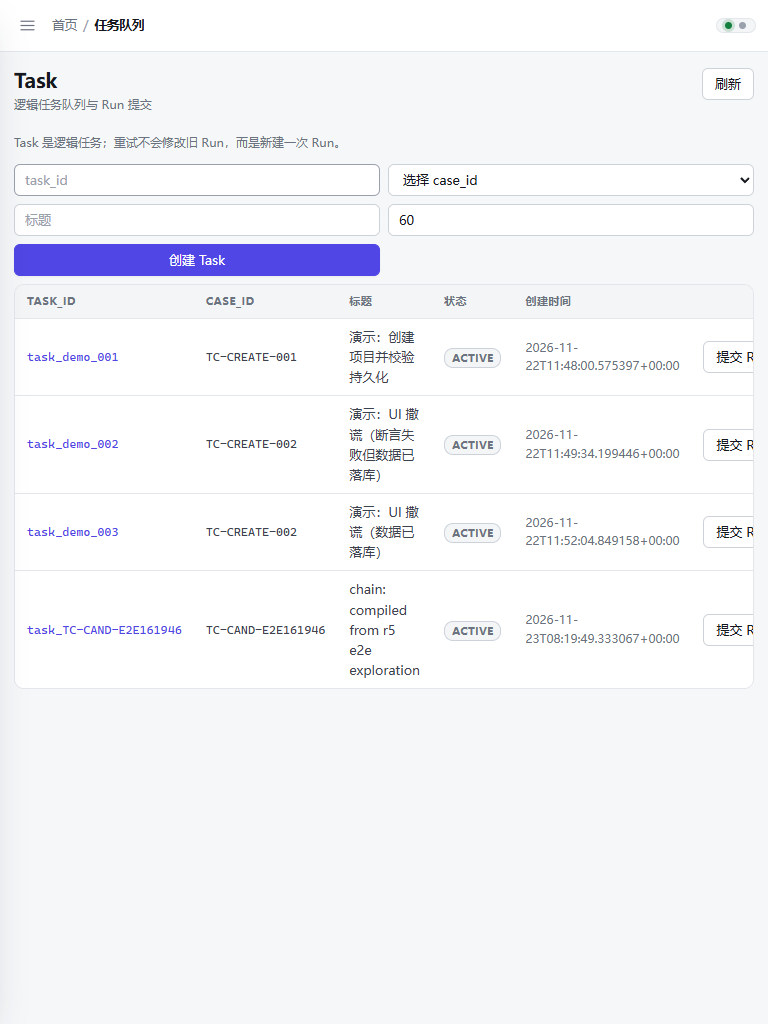 首页 / 任务队列
Task
刷新
逻辑任务队列与 Run 提交
Task 是逻辑任务；重试不会修改旧 Run，而是新建一次 Run。
task_id
选择 case_id
标题
60
创建 Task
TASK_ID CASE_ID 标题 状态 创建时间
task_demo_001 TC-CREATE-001
演示：创建
项目并校验
持久化
ACTIVE
2026-11-
22T11:48:00.575397+00:00
提交 R
task_demo_002 TC-CREATE-002
演示：UI 撒
谎（断言失
败但数据已
落库）
ACTIVE
2026-11-
22T11:49:34.199446+00:00
提交 R
task_demo_003 TC-CREATE-002
演示：UI 撒
谎（数据已
落库）
ACTIVE
2026-11-
22T11:52:04.849158+00:00
提交 R
task_TC-CAND-E2E161946 TC-CAND-E2E161946
chain:
compiled
from r5
e2e
exploration
ACTIVE
2026-11-
23T08:19:49.333067+00:00
提交 R